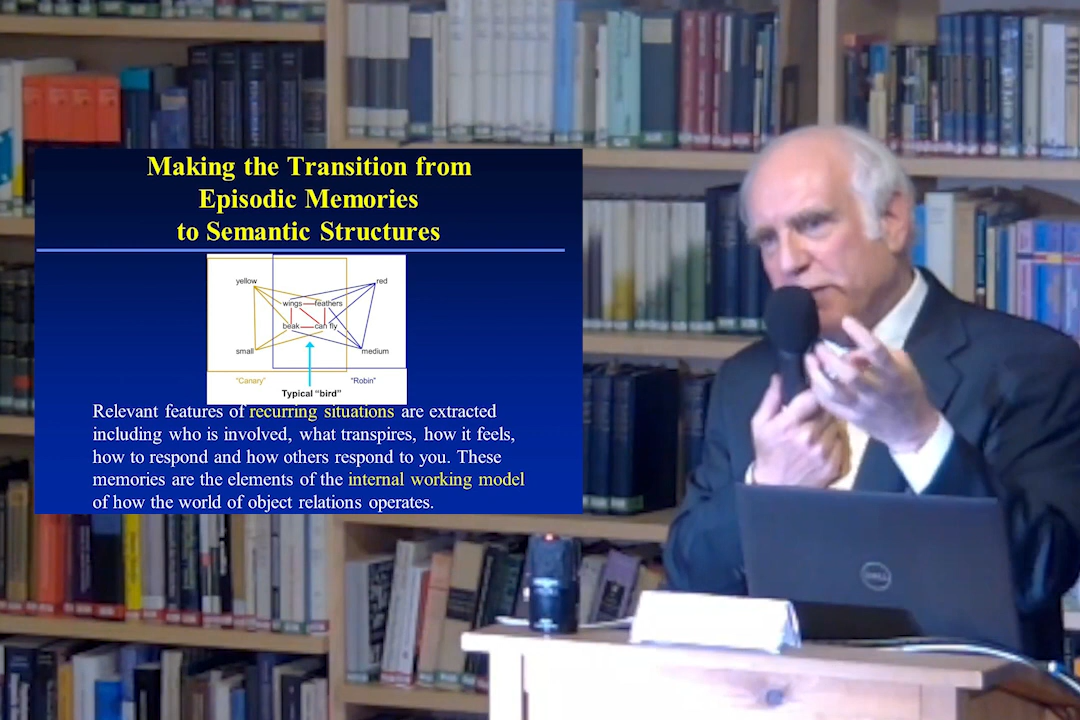 Making the Transition from
Episodic Memories
to Semantic Structures
yellow
red
wings
feathers
beak
can fly
small
medium
"Canary"
"Robin"
Typical "bird"
Relevant features of recurring situations are extracted
including who is involved, what transpires, how it feels,
how to respond and how others respond to you. These
memories are the elements of the internal working model
of how the world of object relations operates.
DELL